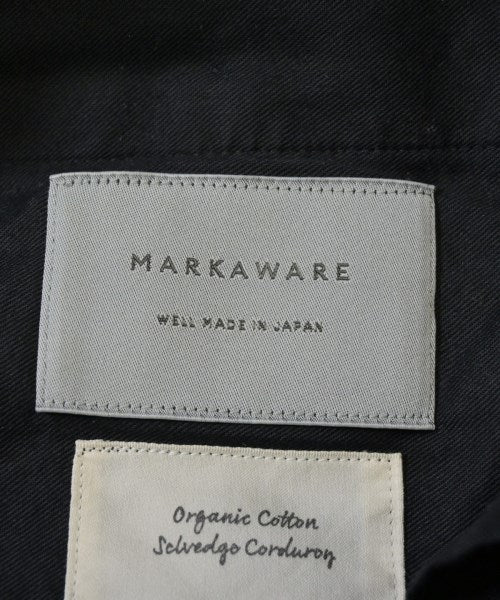 MARKAWARE
WELL MADE IN JAPAN
Organic Cotton
Selvedge Corduroy